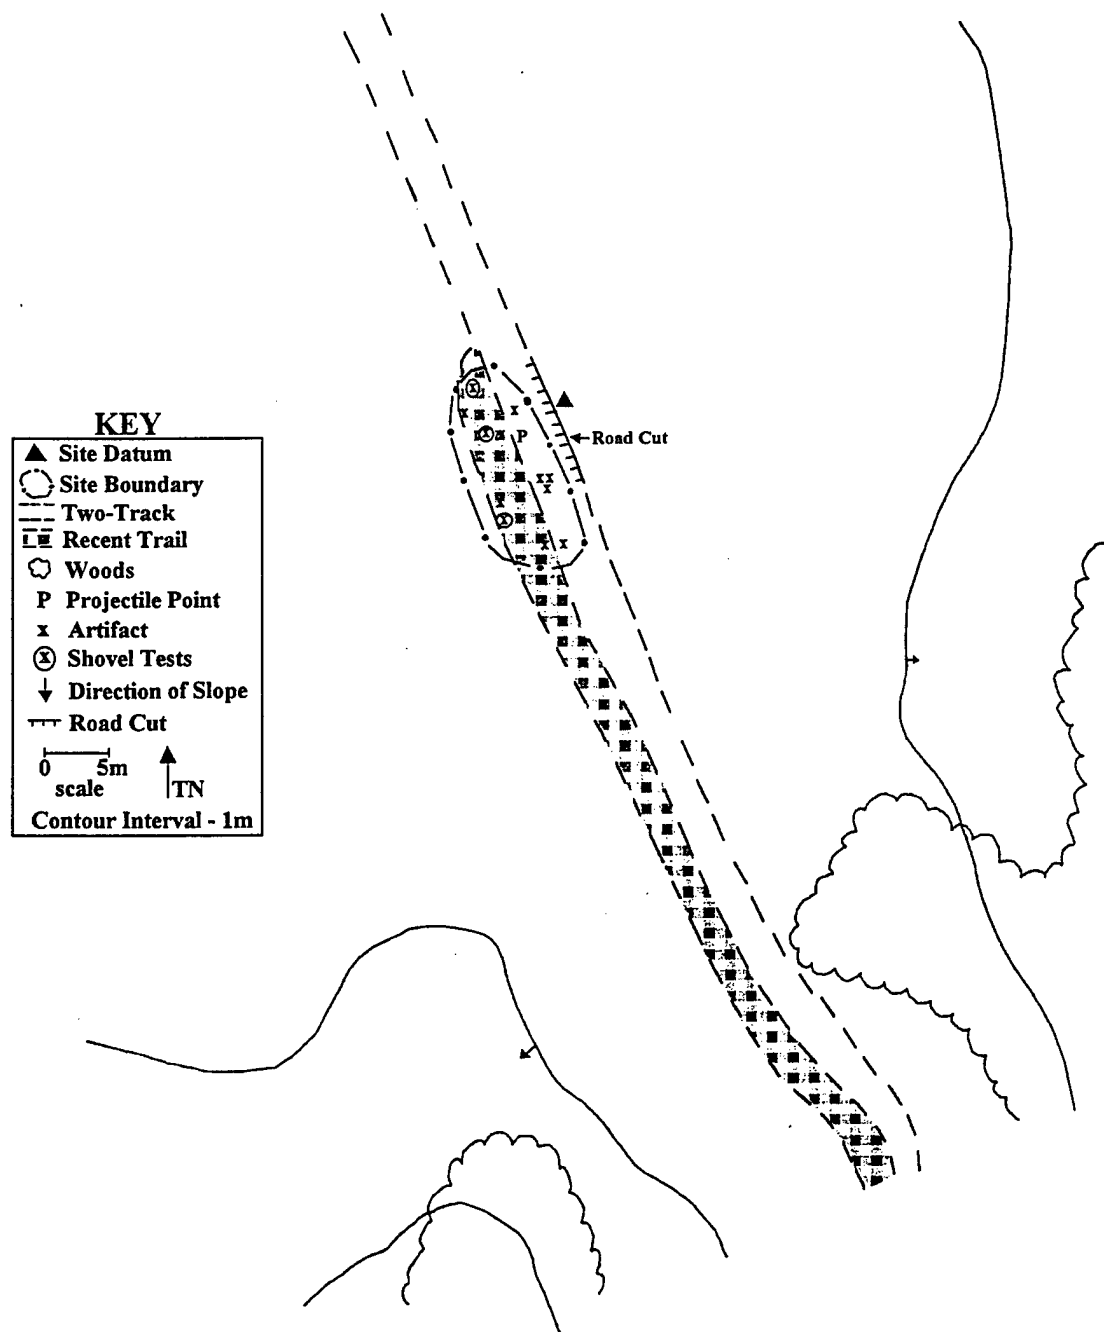 P
Road Cut
KEY
Site Datum
Site Boundary
Two-Track
Recent Trail
Woods
P Projectile Point
x Artifact
x Shovel Tests
Direction of Slope
Road Cut
0 5m
scale TN
Contour Interval - 1m